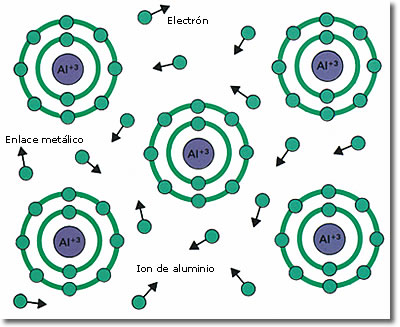 Electrón
Al+3
Al+3
Al+3
Enlace metálico
Al+3
Al+3
Ion de aluminio